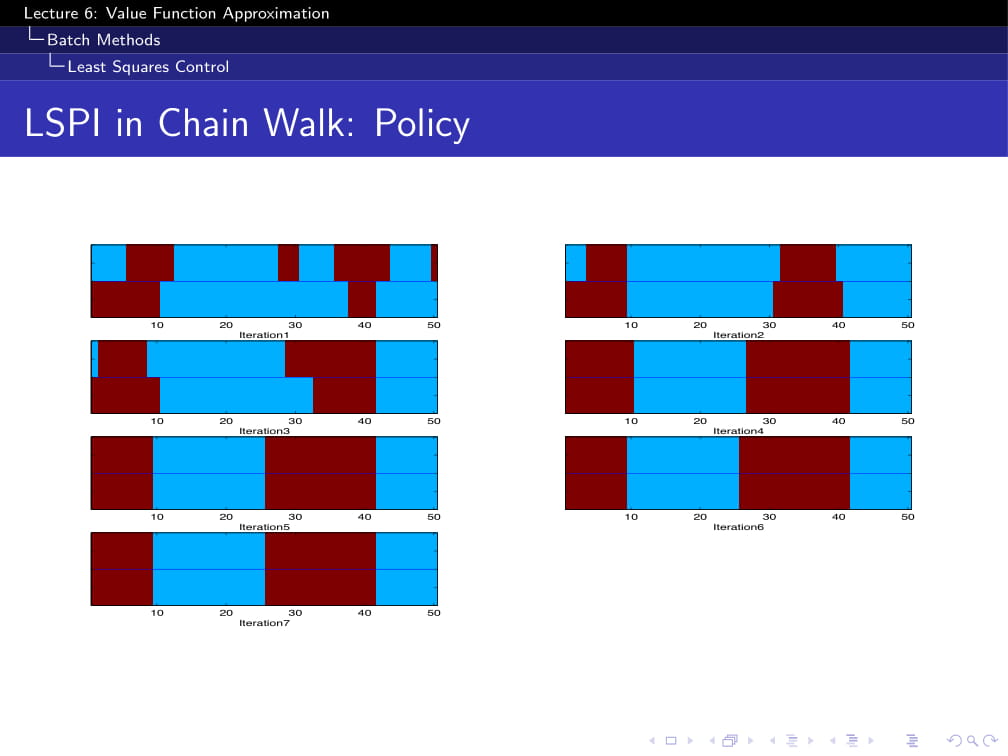 Lecture 6: Value Function Approximation
Batch Methods
Least Squares Control
LSPI in Chain Walk: Policy
10 20 30 40 50
Iteration1
10 20 30 40 50
Iteration2
10 20 30 40 50
Iteration3
10 20 30 40 50
Iteration4
10 20 30 40 50
Iteration5
10 20 30 40 50
Iteration6
10 20 30 40 50
Iteration7